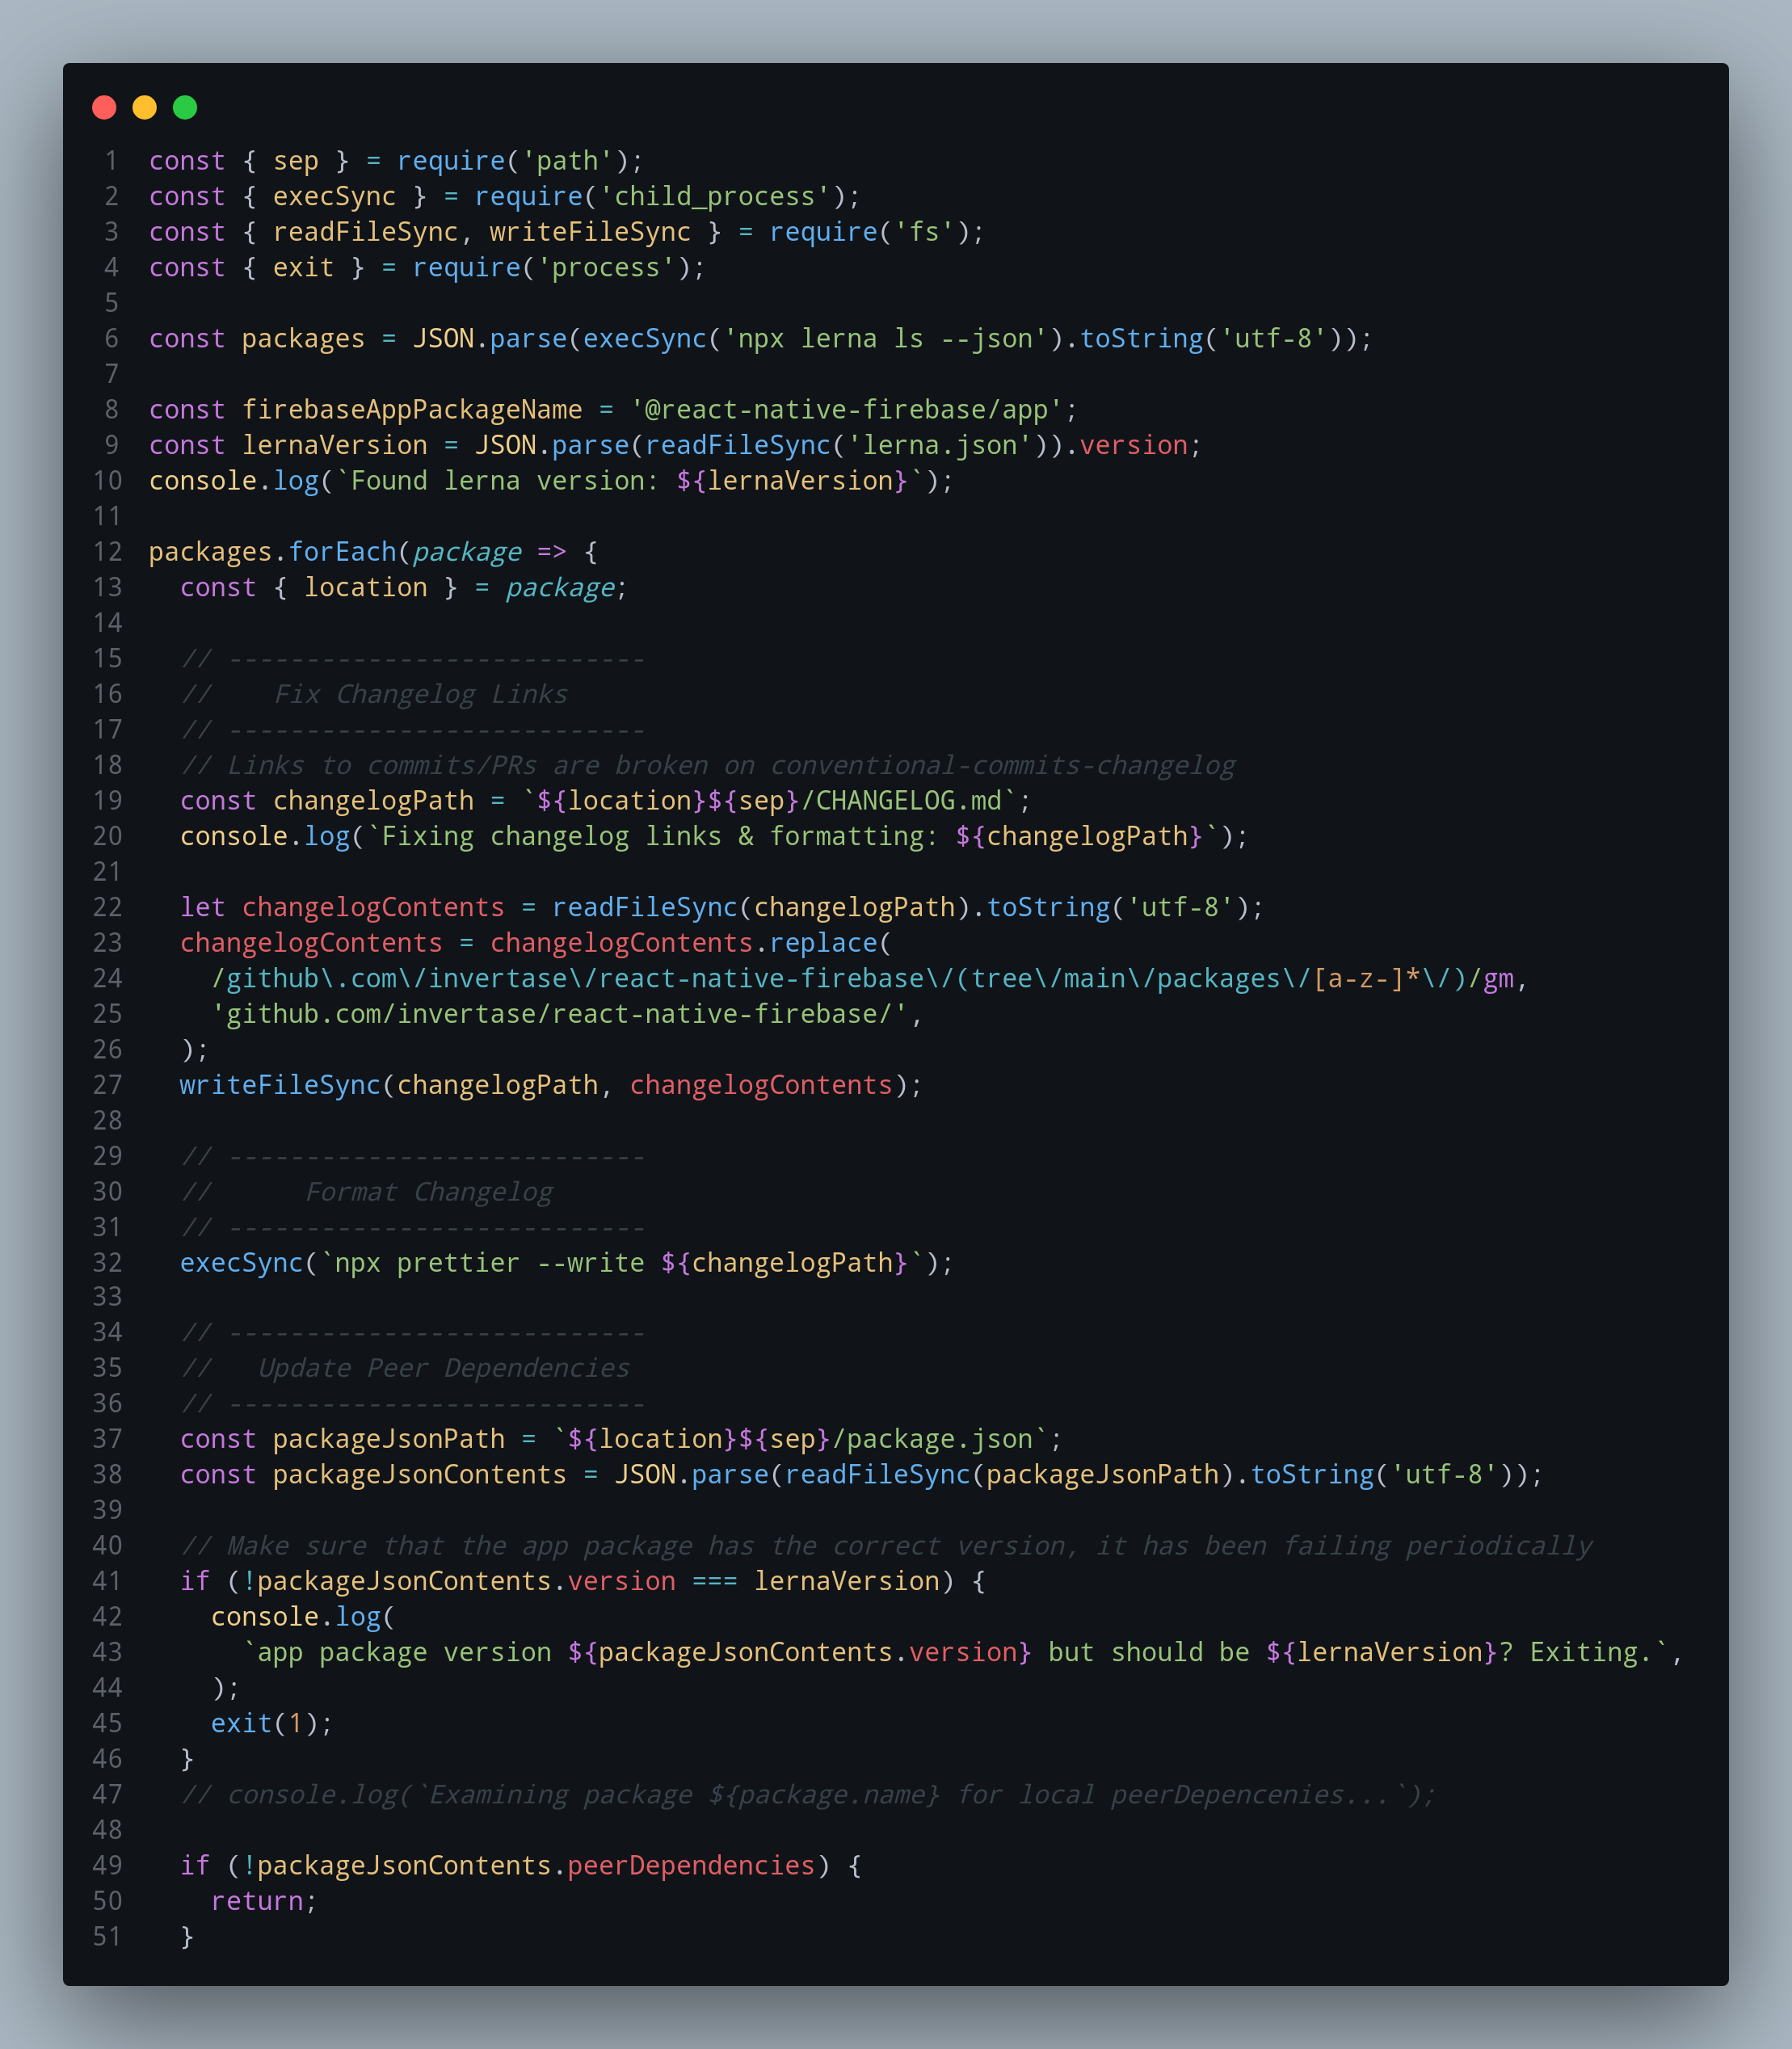 1 const { sep } = require('path');
2 const { execSync } = require('child_process');
3 const { readFileSync, writeFileSync } = require('fs');
4 const { exit } = require('process');
5
6 const packages = JSON.parse(execSync('npx lerna ls --json').toString('utf-8'));
7
8 const firebaseAppPackageName = '@react-native-firebase/app';
9 const lernaVersion = JSON.parse(readFileSync('lerna.json')).version;
10 console.log(`Found lerna version: ${lernaVersion}`);
11
12 packages.forEach(package => {
13   const { location } = package;
14
15   // ---------------------------
16   //    Fix Changelog Links
17   // ---------------------------
18   // Links to commits/PRs are broken on conventional-commits-changelog
19   const changelogPath = `${location}${sep}/CHANGELOG.md`;
20   console.log(`Fixing changelog links & formatting: ${changelogPath}`);
21
22   let changelogContents = readFileSync(changelogPath).toString('utf-8');
23   changelogContents = changelogContents.replace(
24     /github\.com\/invertase\/react-native-firebase\/(tree\/main\/packages\/[a-z-]*\/)/gm,
25     'github.com/invertase/react-native-firebase/',
26   );
27   writeFileSync(changelogPath, changelogContents);
28
29   // ---------------------------
30   //      Format Changelog
31   // ---------------------------
32   execSync(`npx prettier --write ${changelogPath}`);
33
34   // ---------------------------
35   //   Update Peer Dependencies
36   // ---------------------------
37   const packageJsonPath = `${location}${sep}/package.json`;
38   const packageJsonContents = JSON.parse(readFileSync(packageJsonPath).toString('utf-8'));
39
40   // Make sure that the app package has the correct version, it has been failing periodically
41   if (!packageJsonContents.version === lernaVersion) {
42     console.log(
43       `app package version ${packageJsonContents.version} but should be ${lernaVersion}? Exiting.`,
44     );
45     exit(1);
46   }
47   // console.log(`Examining package ${package.name} for local peerDepencenies...`);
48
49   if (!packageJsonContents.peerDependencies) {
50     return;
51   }